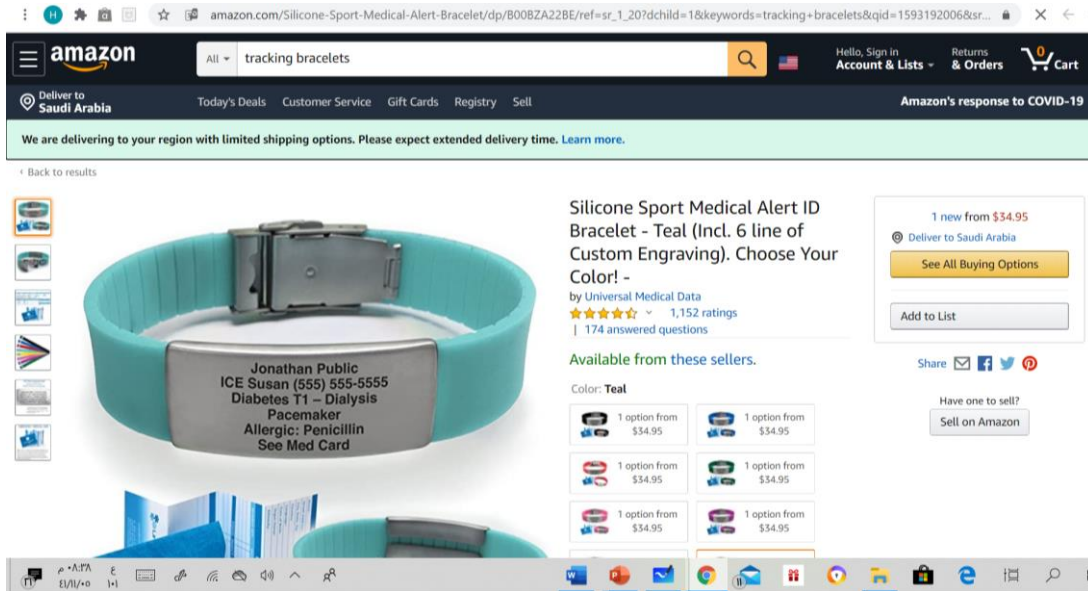 amazon.com/Silicone-Sport-Medical-Alert-Bracelet/dp/B00BZA22BE/ref=sr_1_20?dchild=1&keywords=tracking+bracelets&qid=1593192006&sr...
amazon
All
tracking bracelets
Hello, Sign in
Account & Lists
Returns
& Orders
0
Cart
Deliver to
Saudi Arabia
Today's Deals Customer Service Gift Cards Registry Sell
Amazon's response to COVID-19
We are delivering to your region with limited shipping options. Please expect extended delivery time. Learn more.
‹ Back to results
Jonathan Public
ICE Susan (555) 555-5555
Diabetes T1 – Dialysis
Pacemaker
Allergic: Penicillin
See Med Card
Silicone Sport Medical Alert ID
Bracelet - Teal (Incl. 6 line of
Custom Engraving). Choose Your
Color! -
by Universal Medical Data
1,152 ratings
| 174 answered questions
Available from these sellers.
Color: Teal
1 option from
$34.95
1 option from
$34.95
1 option from
$34.95
1 option from
$34.95
1 option from
$34.95
1 option from
$34.95
1 new from $34.95
Deliver to Saudi Arabia
See All Buying Options
Add to List
Share
Have one to sell?
Sell on Amazon
٠٨:٣٨ م
٤١/١١/٠٥
ع
١٠١